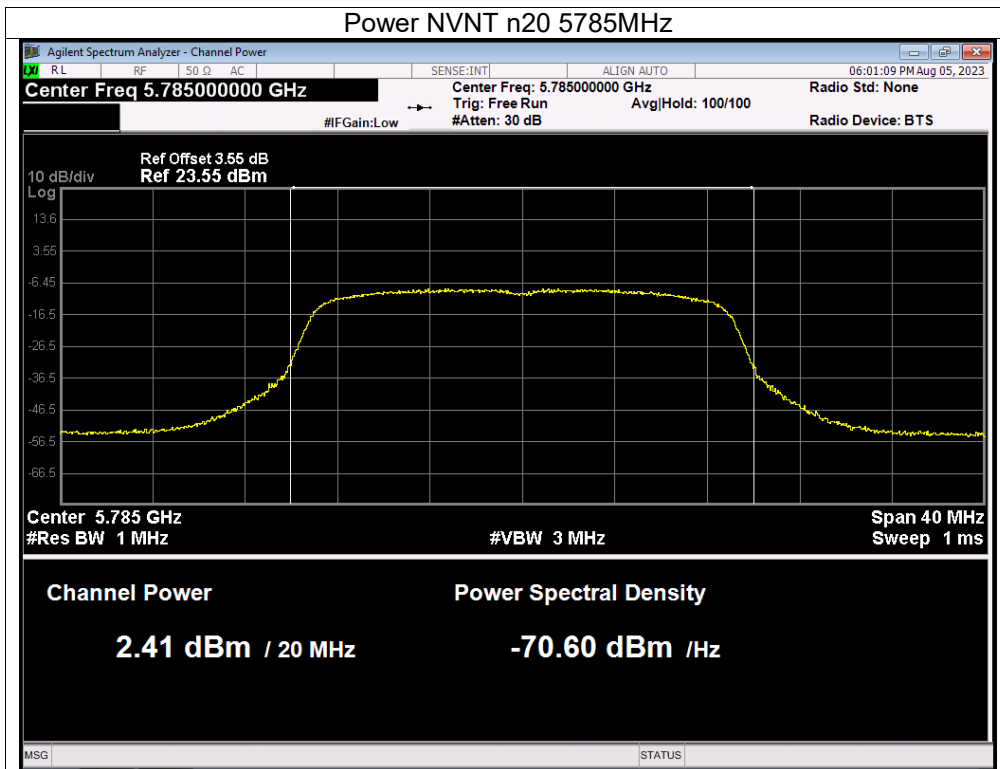 Power NVNT n20 5785MHz
Agilent Spectrum Analyzer - Channel Power
LXI RL RF 50 Ω AC SENSE:INT ALIGN AUTO 06:01:09 PM Aug 05, 2023
Center Freq 5.785000000 GHz Center Freq: 5.785000000 GHz Radio Std: None
Trig: Free Run Avg|Hold: 100/100
#IFGain:Low #Atten: 30 dB Radio Device: BTS
Ref Offset 3.55 dB
10 dB/div Ref 23.55 dBm
Log
13.6
3.55
-6.45
-16.5
-26.5
-36.5
-46.5
-56.5
-66.5
Center 5.785 GHz Span 40 MHz
#Res BW 1 MHz #VBW 3 MHz Sweep 1 ms
Channel Power Power Spectral Density
2.41 dBm / 20 MHz -70.60 dBm /Hz
MSG STATUS